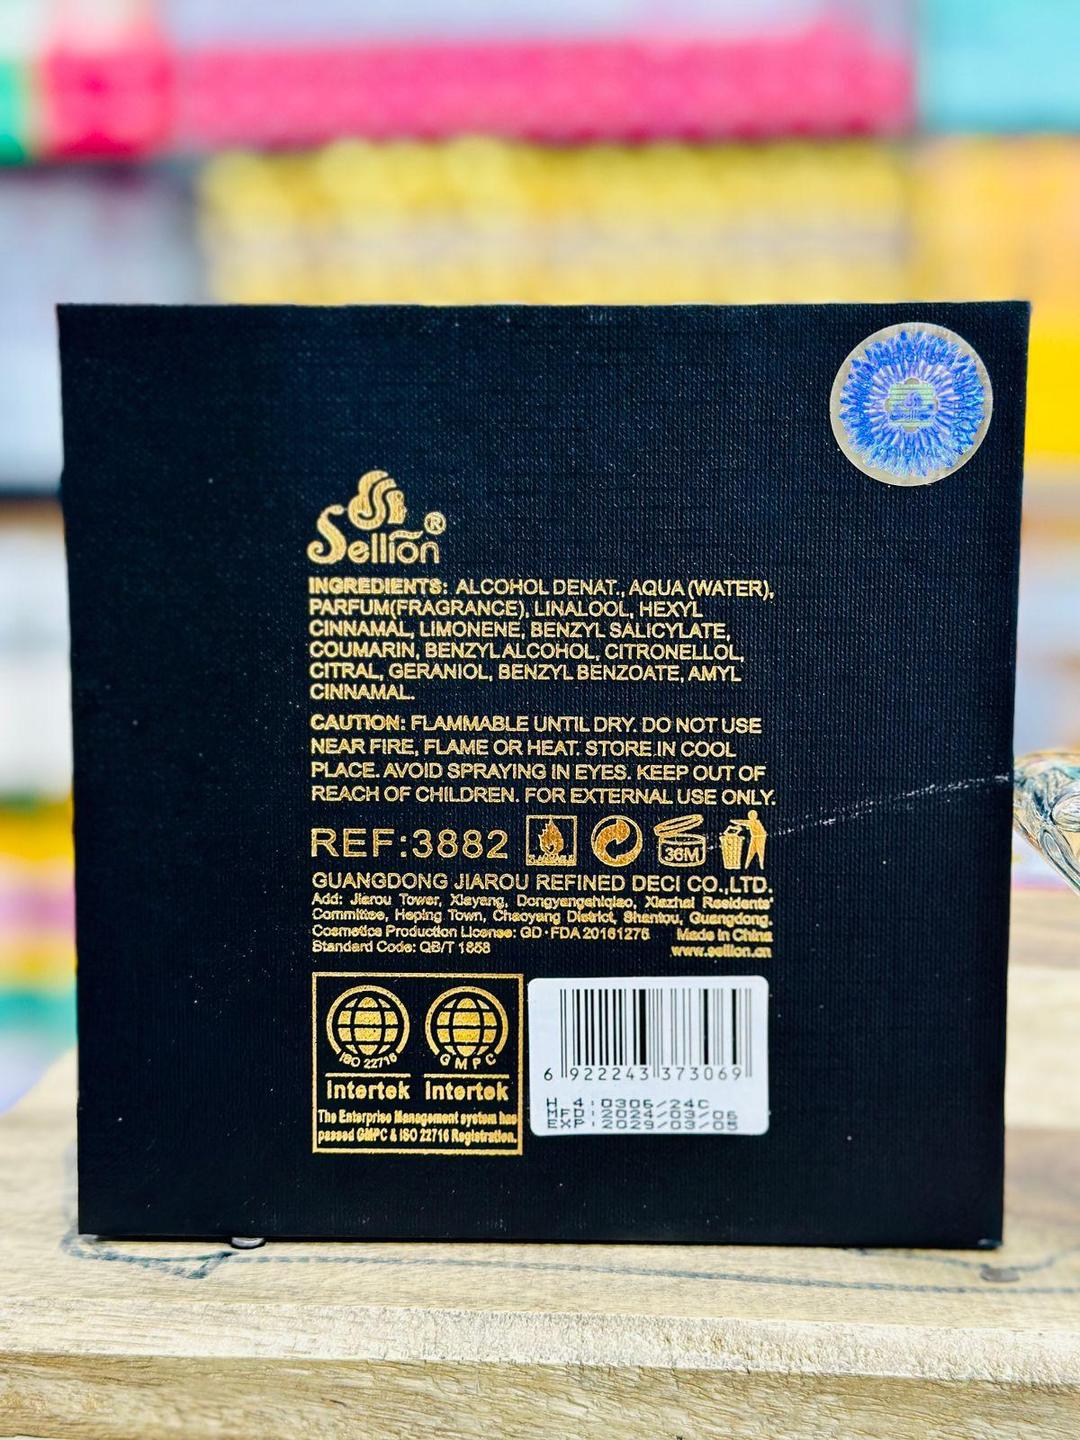 ORIGINAL
Sellion®
INGREDIENTS: ALCOHOL DENAT., AQUA (WATER),
PARFUM(FRAGRANCE), LINALOOL, HEXYL
CINNAMAL, LIMONENE, BENZYL SALICYLATE,
COUMARIN, BENZYL ALCOHOL, CITRONELLOL,
CITRAL, GERANIOL, BENZYL BENZOATE, AMYL
CINNAMAL.
CAUTION: FLAMMABLE UNTIL DRY. DO NOT USE
NEAR FIRE, FLAME OR HEAT. STORE IN COOL
PLACE. AVOID SPRAYING IN EYES. KEEP OUT OF
REACH OF CHILDREN. FOR EXTERNAL USE ONLY.
REF:3882 36M
GUANGDONG JIAROU REFINED DECI CO.,LTD.
Add: Jiarou Tower, Xiayang, Dongyangshiqiao, Xiazhai Residents'
Committee, Heping Town, Chaoyang District, Shantou, Guangdong.
Cosmetics Production License: GD·FDA 20161276 Made in China
Standard Code: QB/T 1858 www.sellion.cn
ISO 22716 GMPC
intertek intertek
The Enterprise Management system has
passed GMPC & ISO 22716 Registration.
6 922243 373069
H 4:0306/24C
MFD:2024/03/06
EXP:2029/03/05